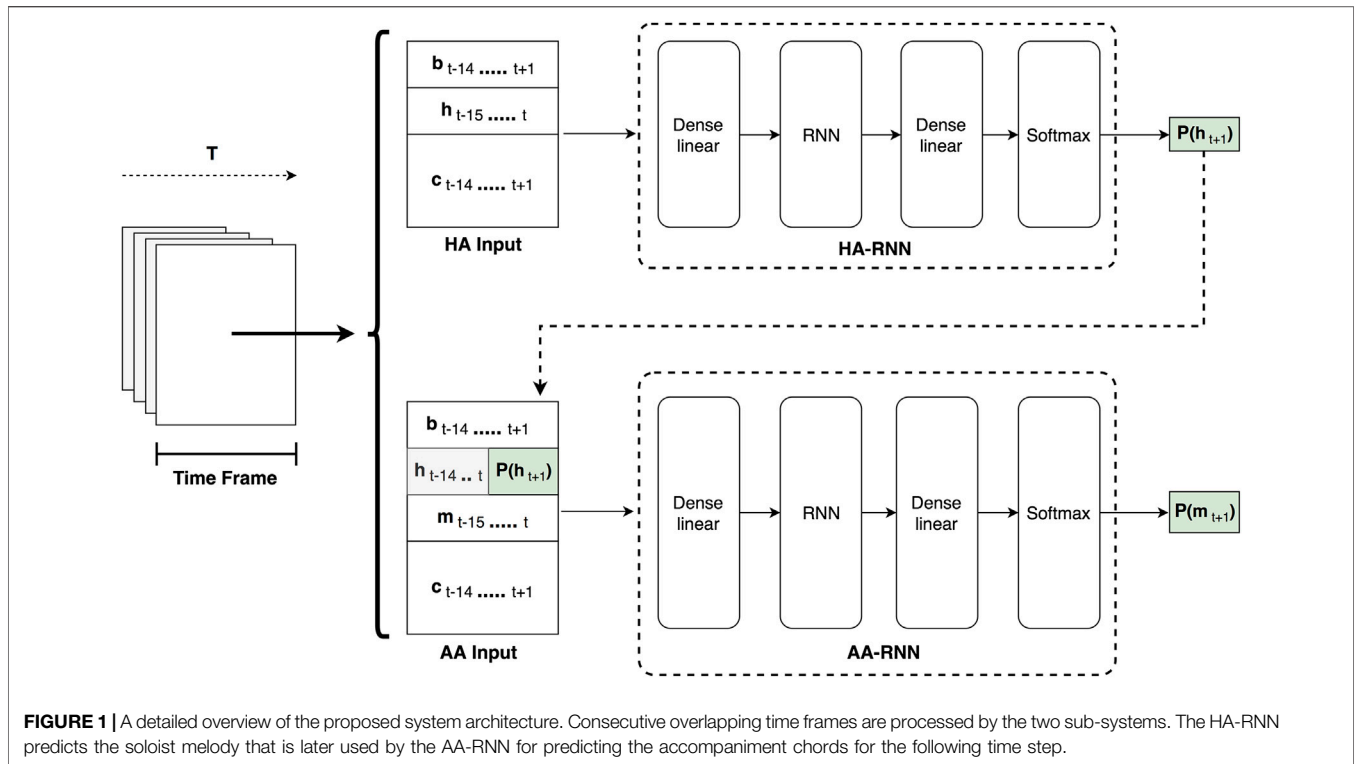 T
Time Frame
b t-14 ..... t+1
h t-15 ..... t
c t-14 ..... t+1
HA Input
Dense
linear
RNN
Dense
linear
Softmax
HA-RNN
P(h t+1)
b t-14 ..... t+1
h t-14 .. t
P(h t+1)
m t-15 ..... t
c t-14 ..... t+1
AA Input
Dense
linear
RNN
Dense
linear
Softmax
AA-RNN
P(m t+1)
FIGURE 1 | A detailed overview of the proposed system architecture. Consecutive overlapping time frames are processed by the two sub-systems. The HA-RNN
predicts the soloist melody that is later used by the AA-RNN for predicting the accompaniment chords for the following time step.